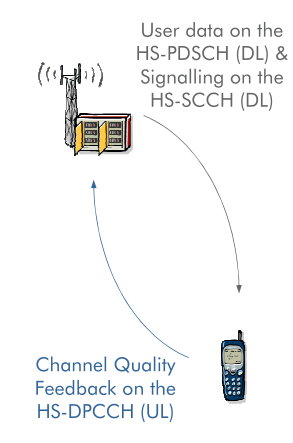 User data on the
HS-PDSCH (DL) &
Signalling on the
HS-SCCH (DL)
Channel Quality
Feedback on the
HS-DPCCH (UL)